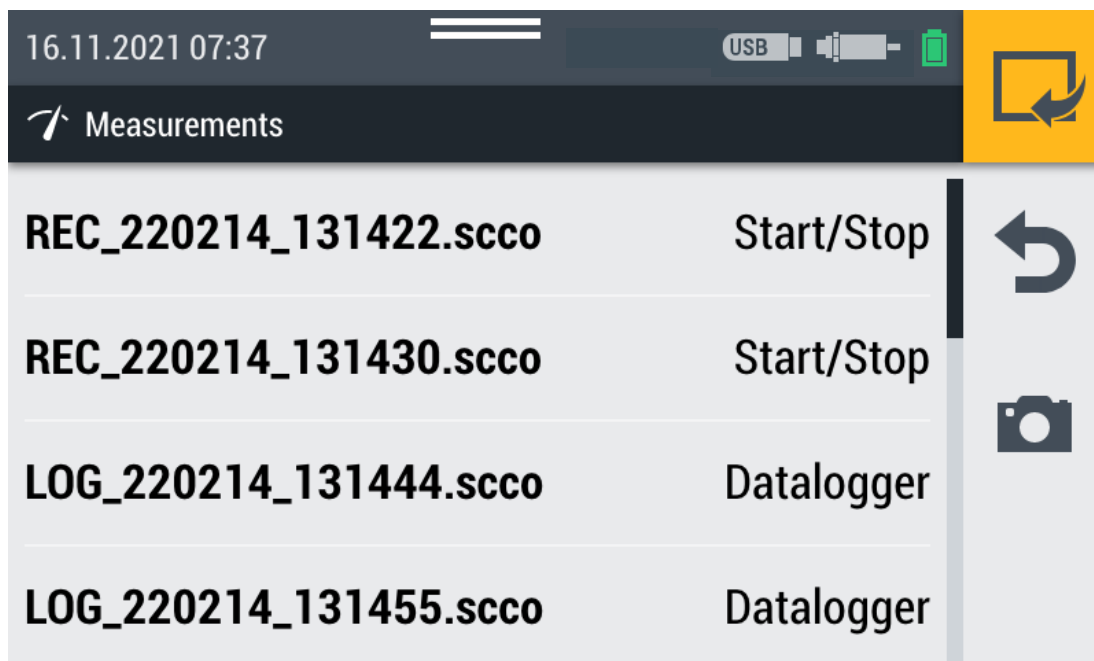 16.11.2021 07:37 USB
Measurements
REC_220214_131422.scco Start/Stop
REC_220214_131430.scco Start/Stop
LOG_220214_131444.scco Datalogger
LOG_220214_131455.scco Datalogger